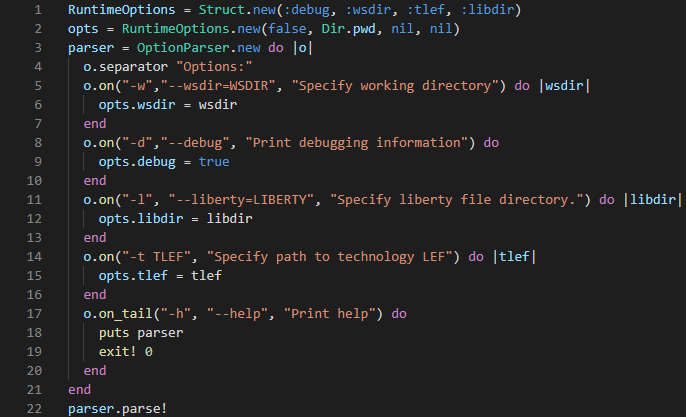 1 RuntimeOptions = Struct.new(:debug, :wsdir, :tlef, :libdir)
2 opts = RuntimeOptions.new(false, Dir.pwd, nil, nil)
3 parser = OptionParser.new do |o|
4   o.separator "Options:"
5   o.on("-w","--wsdir=WSDIR", "Specify working directory") do |wsdir|
6     opts.wsdir = wsdir
7   end
8   o.on("-d","--debug", "Print debugging information") do
9     opts.debug = true
10   end
11   o.on("-l", "--liberty=LIBERTY", "Specify liberty file directory.") do |libdir|
12     opts.libdir = libdir
13   end
14   o.on("-t TLEF", "Specify path to technology LEF") do |tlef|
15     opts.tlef = tlef
16   end
17   o.on_tail("-h", "--help", "Print help") do
18     puts parser
19     exit! 0
20   end
21 end
22 parser.parse!